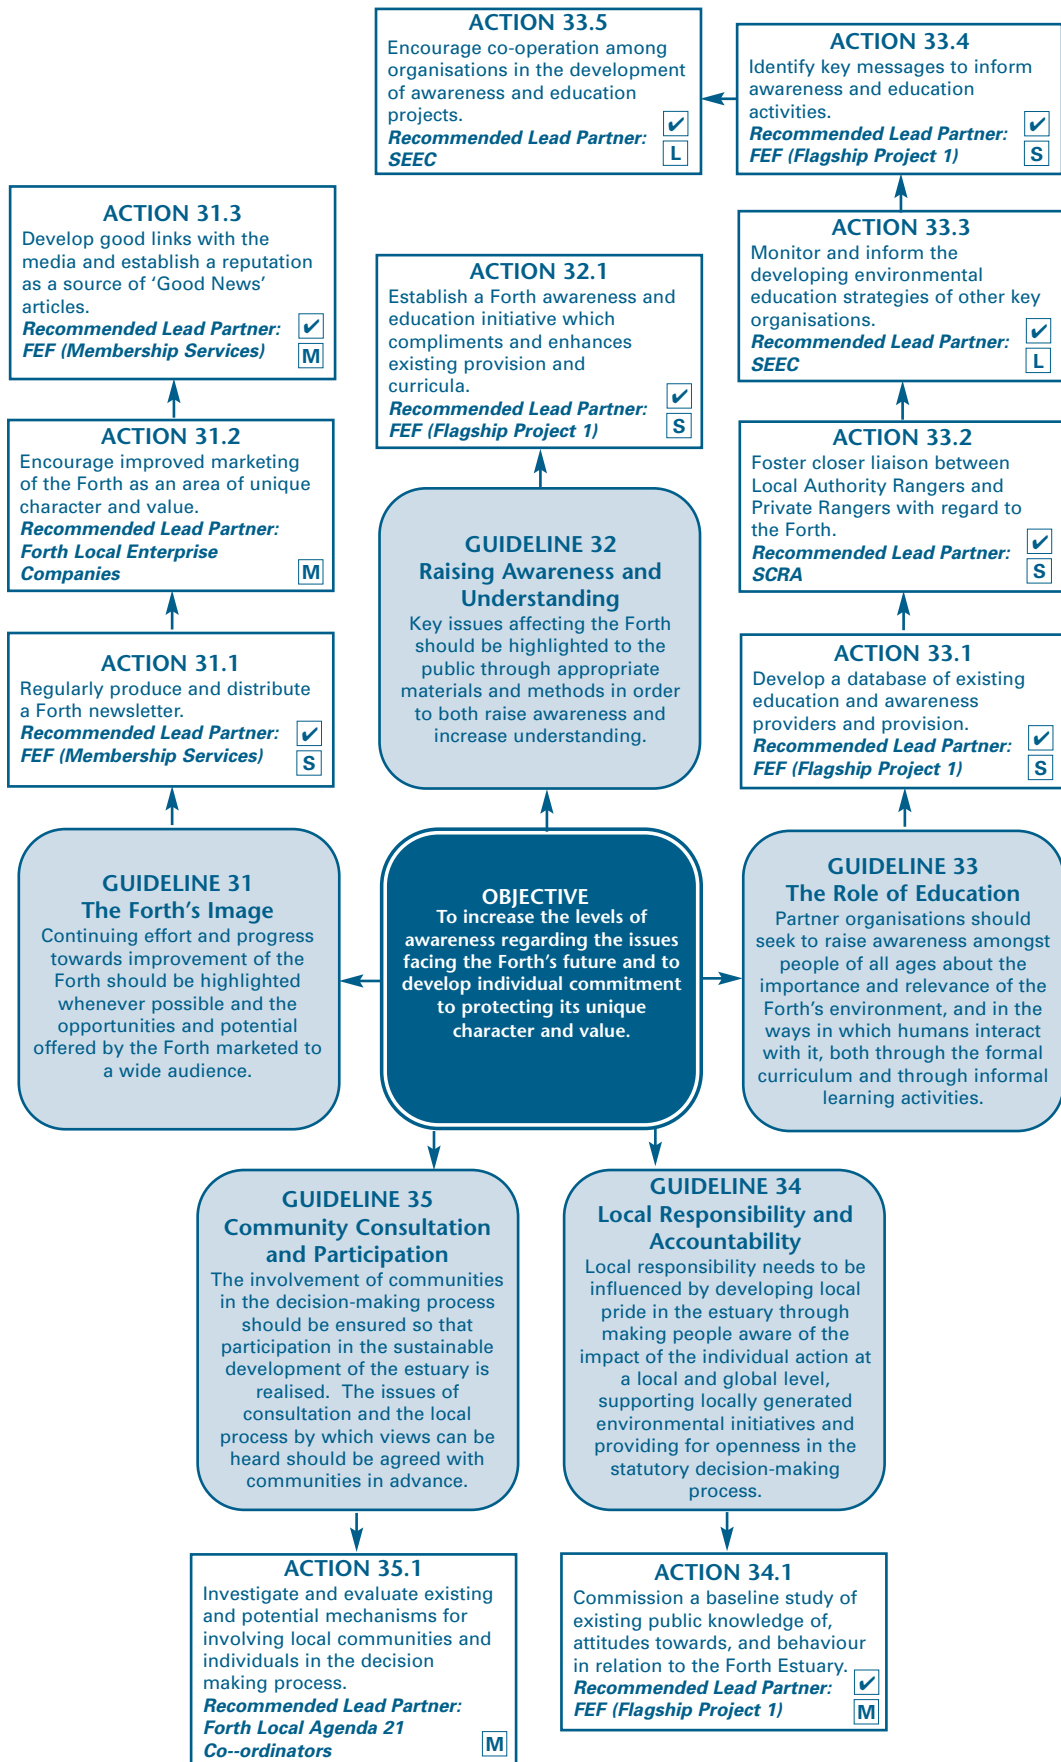 ACTION 33.5
Encourage co-operation among
organisations in the development
of awareness and education
projects.
Recommended Lead Partner:
SEEC
✔
L
ACTION 33.4
Identify key messages to inform
awareness and education
activities.
Recommended Lead Partner:
FEF (Flagship Project 1)
✔
S
ACTION 31.3
Develop good links with the
media and establish a reputation
as a source of ‘Good News’
articles.
Recommended Lead Partner:
FEF (Membership Services)
✔
M
ACTION 32.1
Establish a Forth awareness and
education initiative which
compliments and enhances
existing provision and
curricula.
Recommended Lead Partner:
FEF (Flagship Project 1)
✔
S
ACTION 33.3
Monitor and inform the
developing environmental
education strategies of other key
organisations.
Recommended Lead Partner:
SEEC
✔
L
ACTION 31.2
Encourage improved marketing
of the Forth as an area of unique
character and value.
Recommended Lead Partner:
Forth Local Enterprise
Companies
M
ACTION 33.2
Foster closer liaison between
Local Authority Rangers and
Private Rangers with regard to
the Forth.
Recommended Lead Partner:
SCRA
✔
S
GUIDELINE 32
Raising Awareness and
Understanding
Key issues affecting the Forth
should be highlighted to the
public through appropriate
materials and methods in order
to both raise awareness and
increase understanding.
ACTION 31.1
Regularly produce and distribute
a Forth newsletter.
Recommended Lead Partner:
FEF (Membership Services)
✔
S
ACTION 33.1
Develop a database of existing
education and awareness
providers and provision.
Recommended Lead Partner:
FEF (Flagship Project 1)
✔
S
GUIDELINE 31
The Forth’s Image
Continuing effort and progress
towards improvement of the
Forth should be highlighted
whenever possible and the
opportunities and potential
offered by the Forth marketed to
a wide audience.
OBJECTIVE
To increase the levels of
awareness regarding the issues
facing the Forth’s future and to
develop individual commitment
to protecting its unique
character and value.
GUIDELINE 33
The Role of Education
Partner organisations should
seek to raise awareness amongst
people of all ages about the
importance and relevance of the
Forth’s environment, and in the
ways in which humans interact
with it, both through the formal
curriculum and through informal
learning activities.
GUIDELINE 35
Community Consultation
and Participation
The involvement of communities
in the decision-making process
should be ensured so that
participation in the sustainable
development of the estuary is
realised. The issues of
consultation and the local
process by which views can be
heard should be agreed with
communities in advance.
GUIDELINE 34
Local Responsibility and
Accountability
Local responsibility needs to be
influenced by developing local
pride in the estuary through
making people aware of the
impact of the individual action at
a local and global level,
supporting locally generated
environmental initiatives and
providing for openness in the
statutory decision-making
process.
ACTION 35.1
Investigate and evaluate existing
and potential mechanisms for
involving local communities and
individuals in the decision
making process.
Recommended Lead Partner:
Forth Local Agenda 21
Co--ordinators
M
ACTION 34.1
Commission a baseline study of
existing public knowledge of,
attitudes towards, and behaviour
in relation to the Forth Estuary.
Recommended Lead Partner:
FEF (Flagship Project 1)
✔
M